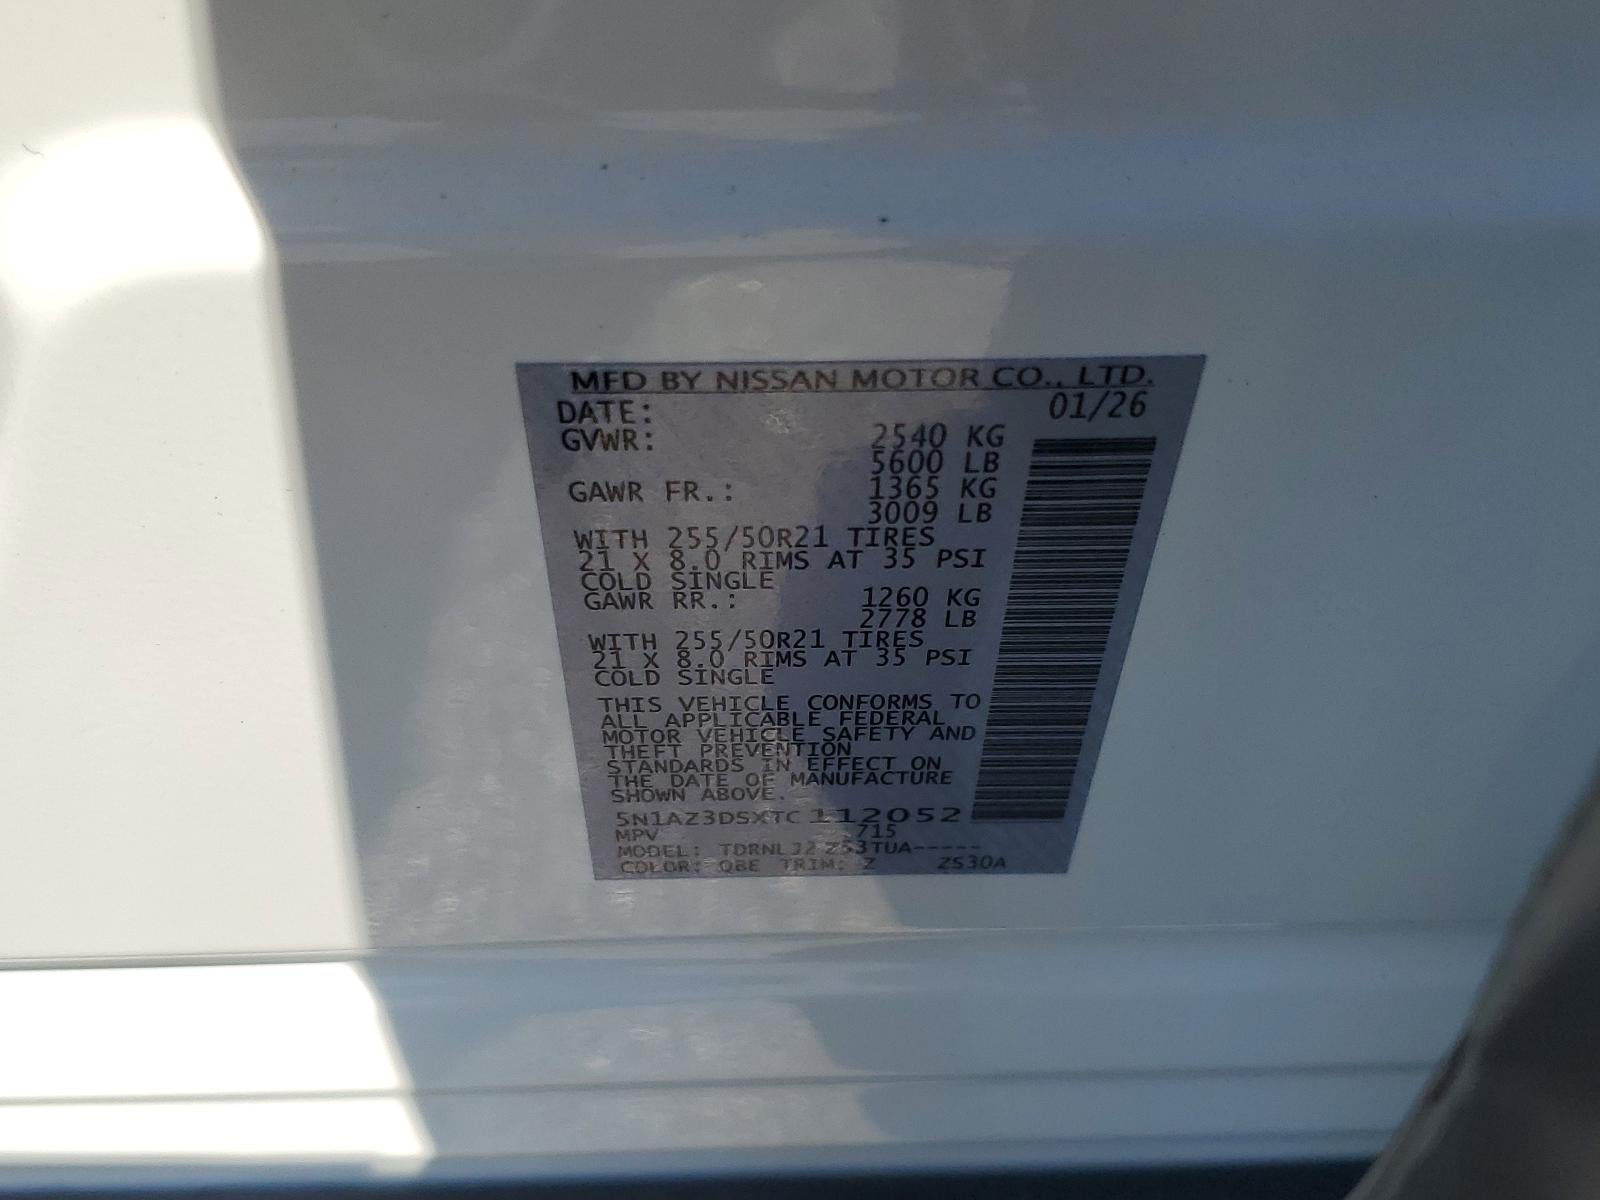 MFD BY NISSAN MOTOR CO., LTD.
DATE: 01/26
GVWR: 2540 KG
5600 LB
GAWR FR.: 1365 KG
3009 LB
WITH 255/50R21 TIRES
21 X 8.0 RIMS AT 35 PSI
COLD SINGLE
GAWR RR.: 1260 KG
2778 LB
WITH 255/50R21 TIRES
21 X 8.0 RIMS AT 35 PSI
COLD SINGLE
THIS VEHICLE CONFORMS TO
ALL APPLICABLE FEDERAL
MOTOR VEHICLE SAFETY AND
THEFT PREVENTION
STANDARDS IN EFFECT ON
THE DATE OF MANUFACTURE
SHOWN ABOVE.
5N1AZ3DSXTC112052
MPV 715
MODEL: TDRNLJ2 Z53TUA-----
COLOR: QBE TRIM: Z ZS30A